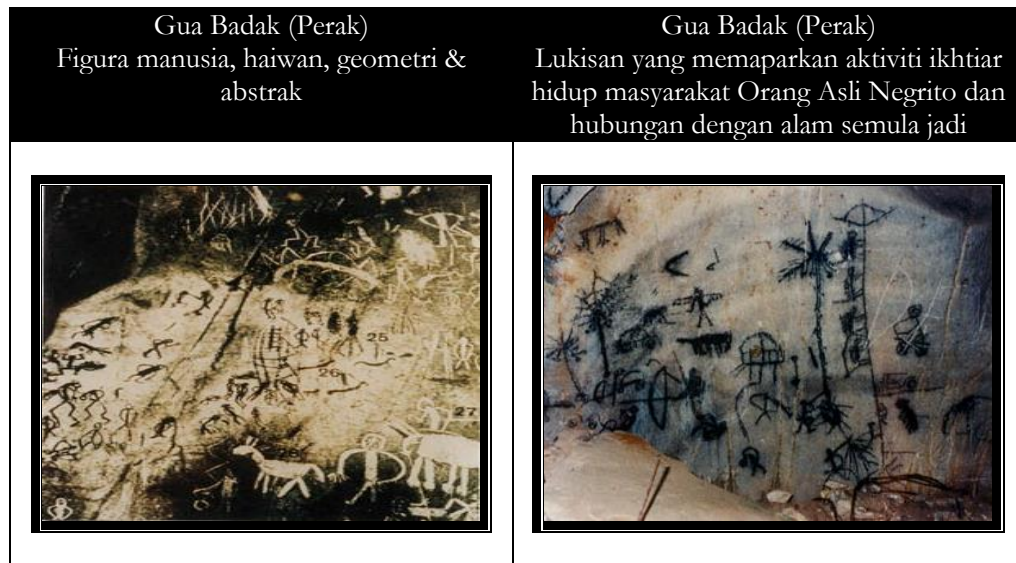 Gua Badak (Perak)
Figura manusia, haiwan, geometri &
abstrak
Gua Badak (Perak)
Lukisan yang memaparkan aktiviti ikhtiar
hidup masyarakat Orang Asli Negrito dan
hubungan dengan alam semula jadi
25
26
27
28